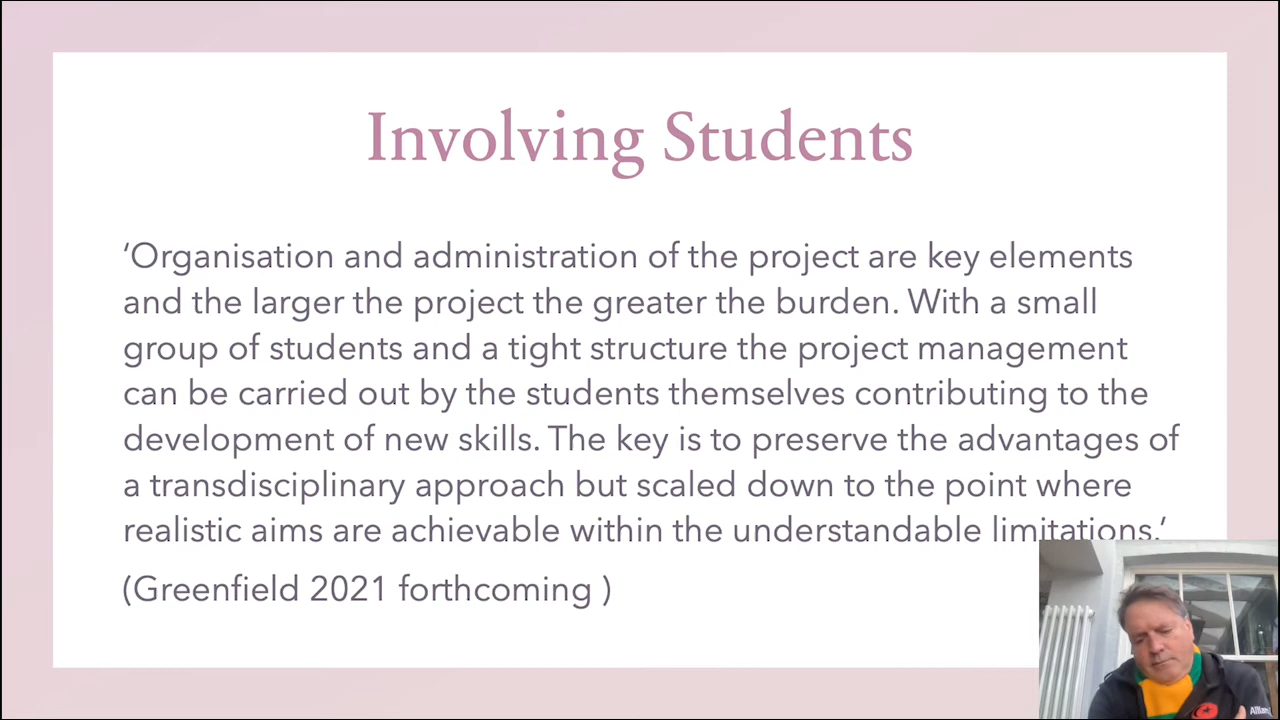 Involving Students
‘Organisation and administration of the project are key elements
and the larger the project the greater the burden. With a small
group of students and a tight structure the project management
can be carried out by the students themselves contributing to the
development of new skills. The key is to preserve the advantages of
a transdisciplinary approach but scaled down to the point where
realistic aims are achievable within the understandable limitations.’
(Greenfield 2021 forthcoming )